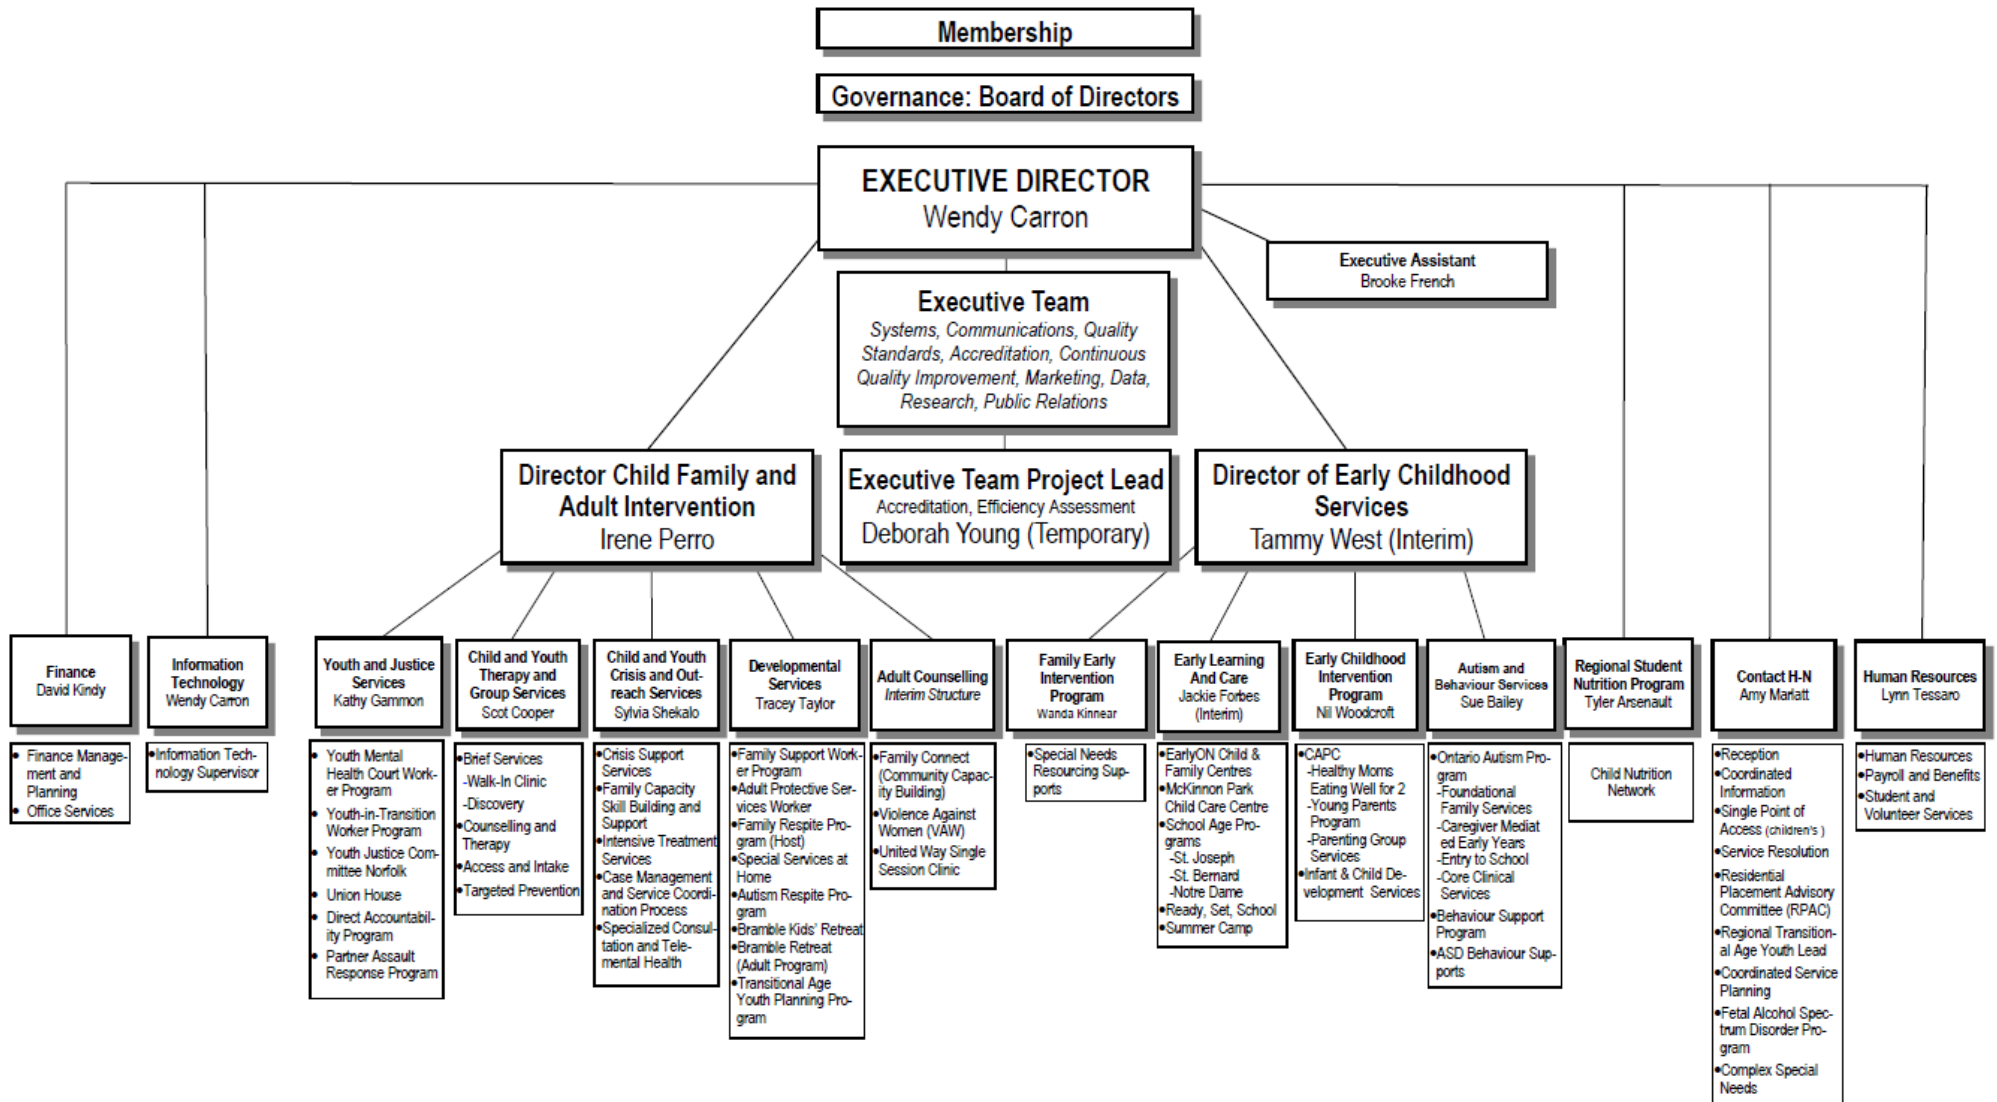 Membership
Governance: Board of Directors
EXECUTIVE DIRECTOR
Wendy Carron
Executive Assistant
Brooke French
Executive Team
Systems, Communications, Quality
Standards, Accreditation, Continuous
Quality Improvement, Marketing, Data,
Research, Public Relations
Director Child Family and
Adult Intervention
Irene Perro
Executive Team Project Lead
Accreditation, Efficiency Assessment
Deborah Young (Temporary)
Director of Early Childhood
Services
Tammy West (Interim)
Finance
David Kindy
• Finance Manage-
ment and
Planning
• Office Services
Information
Technology
Wendy Carron
•Information Tech-
nology Supervisor
Youth and Justice
Services
Kathy Gammon
• Youth Mental
Health Court Work-
er Program
• Youth-in-Transition
Worker Program
• Youth Justice Com-
mittee Norfolk
• Union House
• Direct Accountabil-
ity Program
• Partner Assault
Response Program
Child and Youth
Therapy and
Group Services
Scot Cooper
•Brief Services
-Walk-In Clinic
-Discovery
•Counselling and
Therapy
•Access and Intake
•Targeted Prevention
Child and Youth
Crisis and Out-
reach Services
Sylvia Shekalo
•Crisis Support
Services
•Family Capacity
Skill Building and
Support
•Intensive Treatment
Services
•Case Management
and Service Coordi-
nation Process
•Specialized Consul-
tation and Tele-
mental Health
Developmental
Services
Tracey Taylor
•Family Support Work-
er Program
•Adult Protective Ser-
vices Worker
•Family Respite Pro-
gram (Host)
•Special Services at
Home
•Autism Respite Pro-
gram
•Bramble Kids' Retreat
•Bramble Retreat
(Adult Program)
•Transitional Age
Youth Planning Pro-
gram
Adult Counselling
Interim Structure
•Family Connect
(Community Capac-
ity Building)
•Violence Against
Women (VAW)
•United Way Single
Session Clinic
Family Early
Intervention
Program
Wanda Kinnear
•Special Needs
Resourcing Sup-
ports
Early Learning
And Care
Jackie Forbes
(Interim)
•EarlyON Child &
Family Centres
•McKinnon Park
Child Care Centre
•School Age Pro-
grams
-St. Joseph
-St. Bernard
-Notre Dame
•Ready, Set, School
•Summer Camp
Early Childhood
Intervention
Program
Nil Woodcroft
•CAPC
-Healthy Moms
Eating Well for 2
-Young Parents
Program
-Parenting Group
Services
•Infant & Child De-
velopment Services
Autism and
Behaviour Services
Sue Bailey
•Ontario Autism Pro-
gram
-Foundational
Family Services
-Caregiver Mediat
ed Early Years
-Entry to School
-Core Clinical
Services
•Behaviour Support
Program
•ASD Behaviour Sup-
ports
Regional Student
Nutrition Program
Tyler Arsenault
Child Nutrition
Network
Contact H-N
Amy Marlatt
•Reception
•Coordinated
Information
•Single Point of
Access (children's )
•Service Resolution
•Residential
Placement Advisory
Committee (RPAC)
•Regional Transition-
al Age Youth Lead
•Coordinated Service
Planning
•Fetal Alcohol Spec-
trum Disorder Pro-
gram
•Complex Special
Needs
Human Resources
Lynn Tessaro
•Human Resources
•Payroll and Benefits
•Student and
Volunteer Services